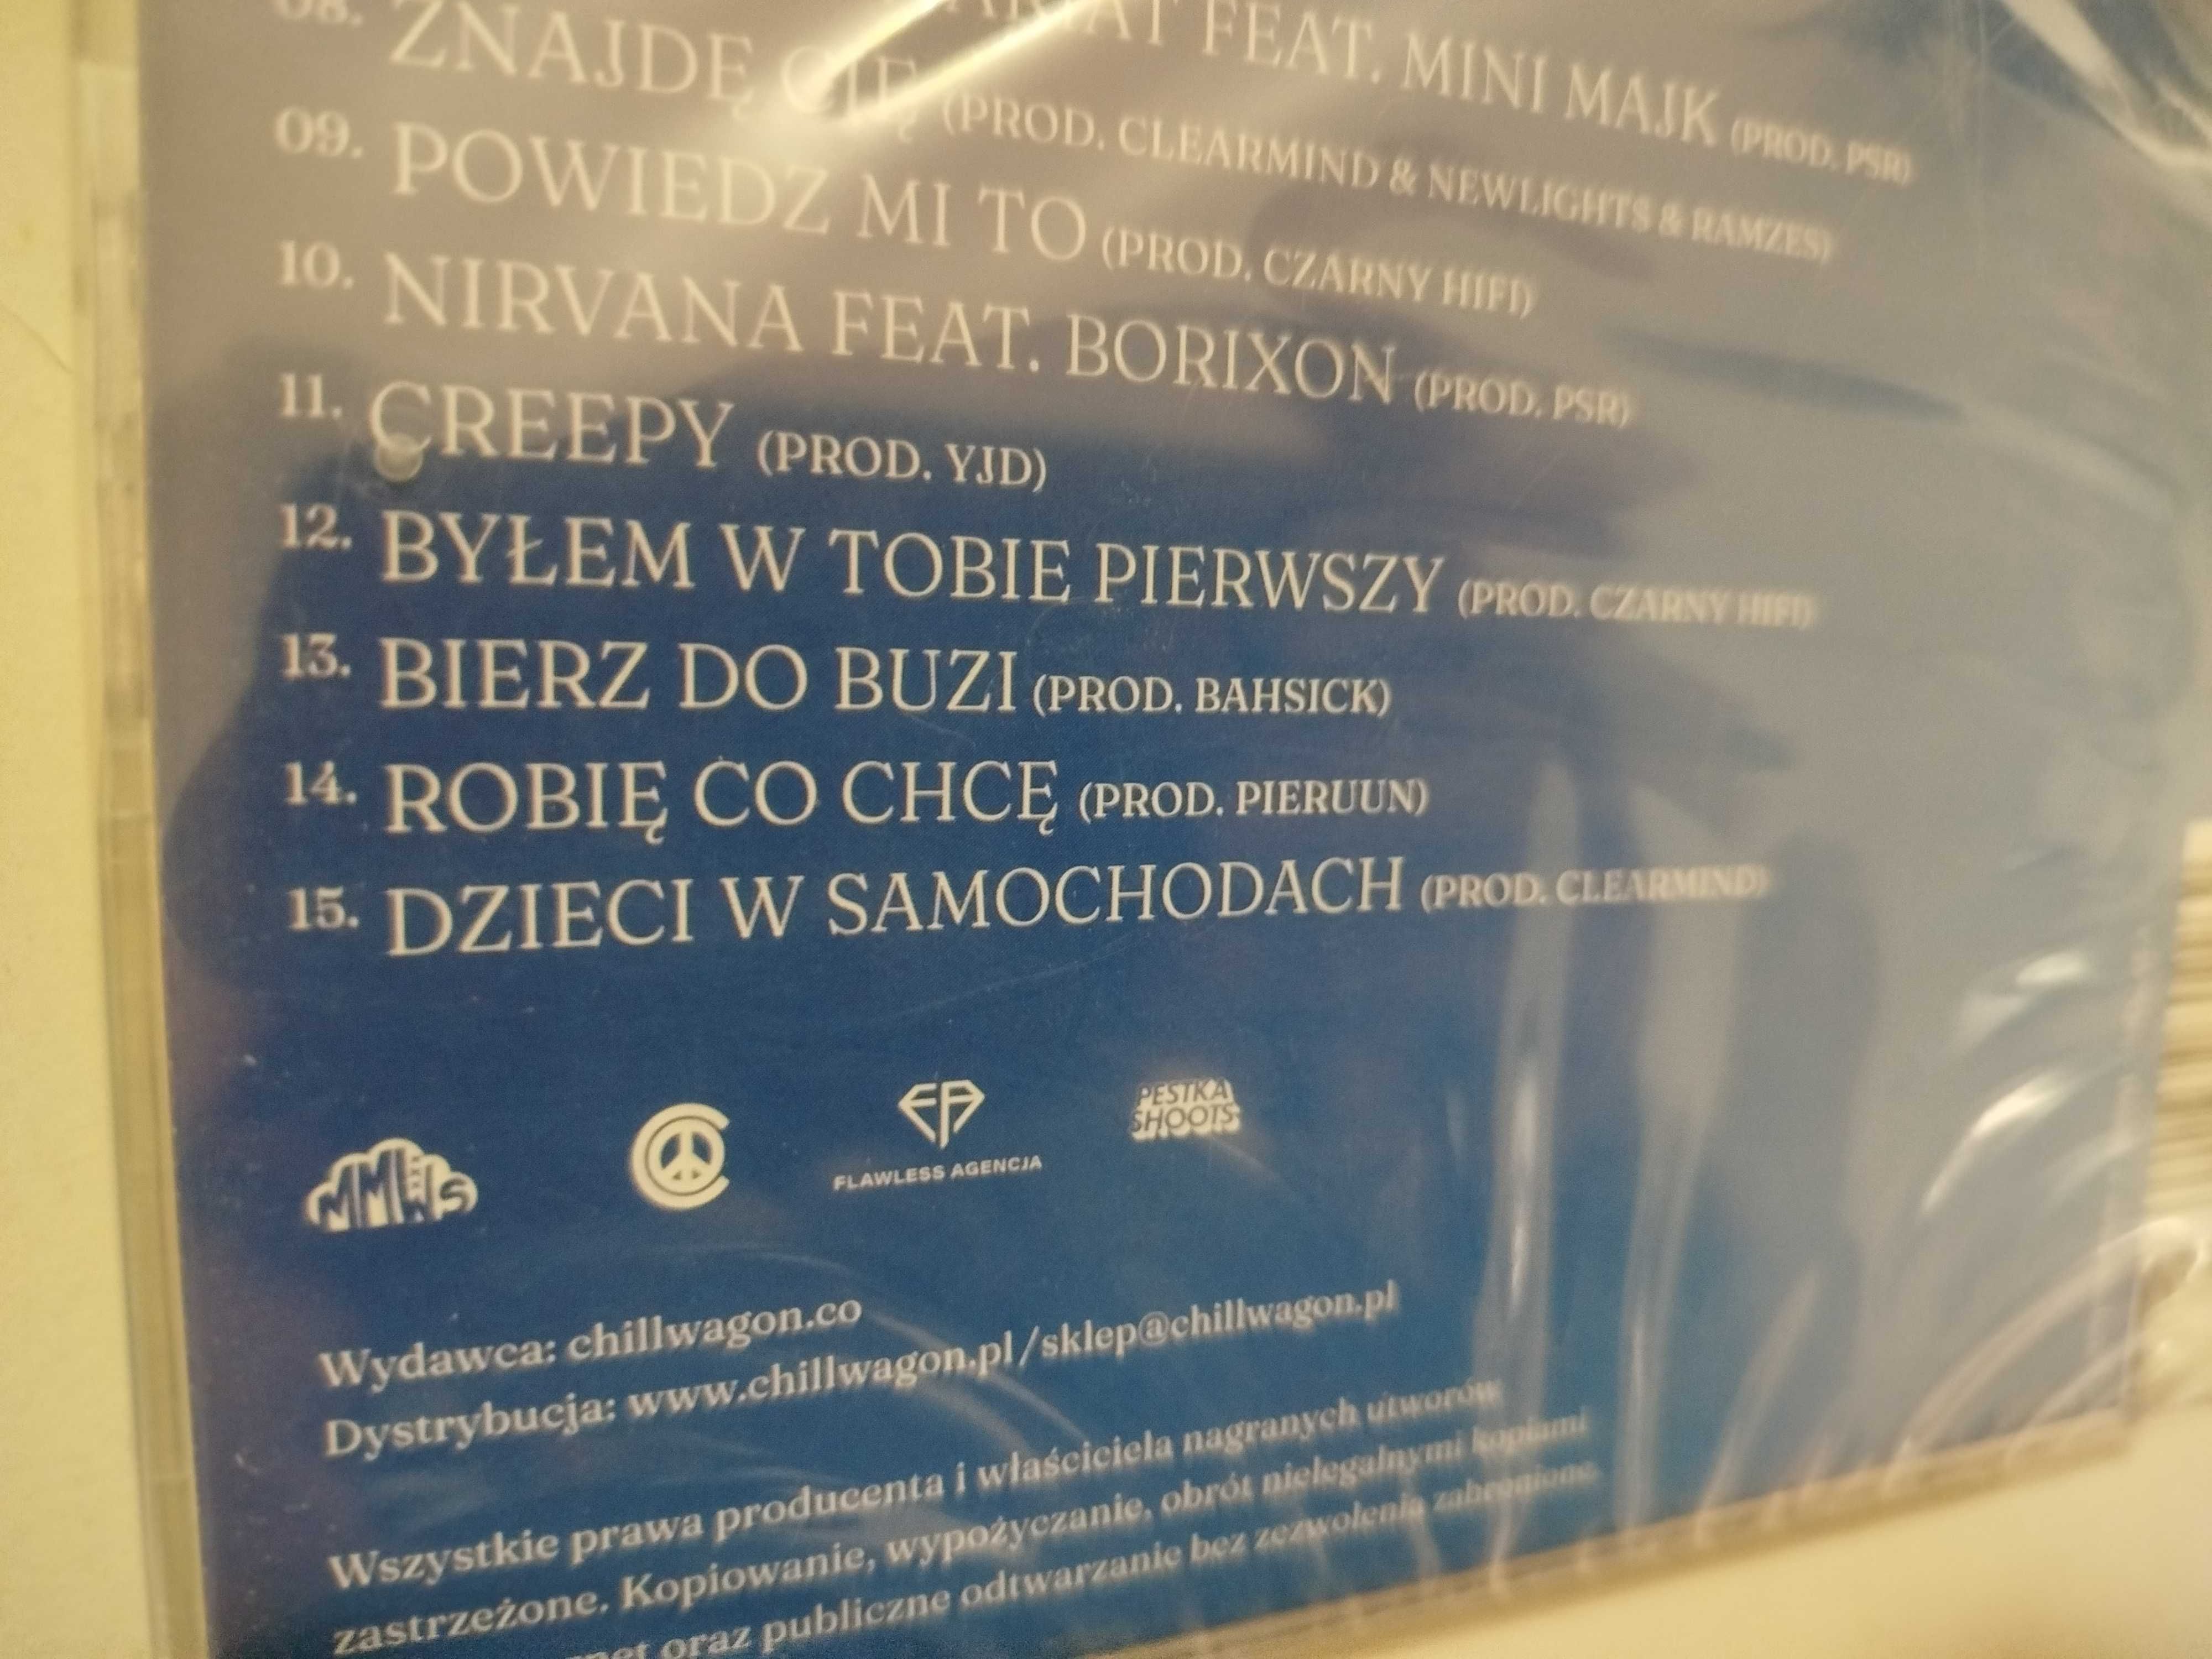 FEAT. MINI MAJK (PROD. PSR)
08. ZNAJDĘ CIĘ (PROD. CLEARMIND & NEWLIGHTS & RAMZES)
09. POWIEDZ MI TO (PROD. CZARNY HIFI)
10. NIRVANA FEAT. BORIXON (PROD. PSR)
11. CREEPY (PROD. YJD)
12. BYŁEM W TOBIE PIERWSZY (PROD. CZARNY HIFI)
13. BIERZ DO BUZI (PROD. BAHSICK)
14. ROBIĘ CO CHCĘ (PROD. PIERUUN)
15. DZIECI W SAMOCHODACH (PROD. CLEARMIND)
FA
FLAWLESS AGENCJA
PESTKA
SHOOTS
Wydawca: chillwagon.co
Dystrybucja: www.chillwagon.pl/sklep@chillwagon.pl
Wszystkie prawa producenta i właściciela nagranych utworów
zastrzeżone. Kopiowanie, wypożyczanie, obrót nielegalnymi kopiami
oraz publiczne odtwarzanie bez zezwolenia zabronione.